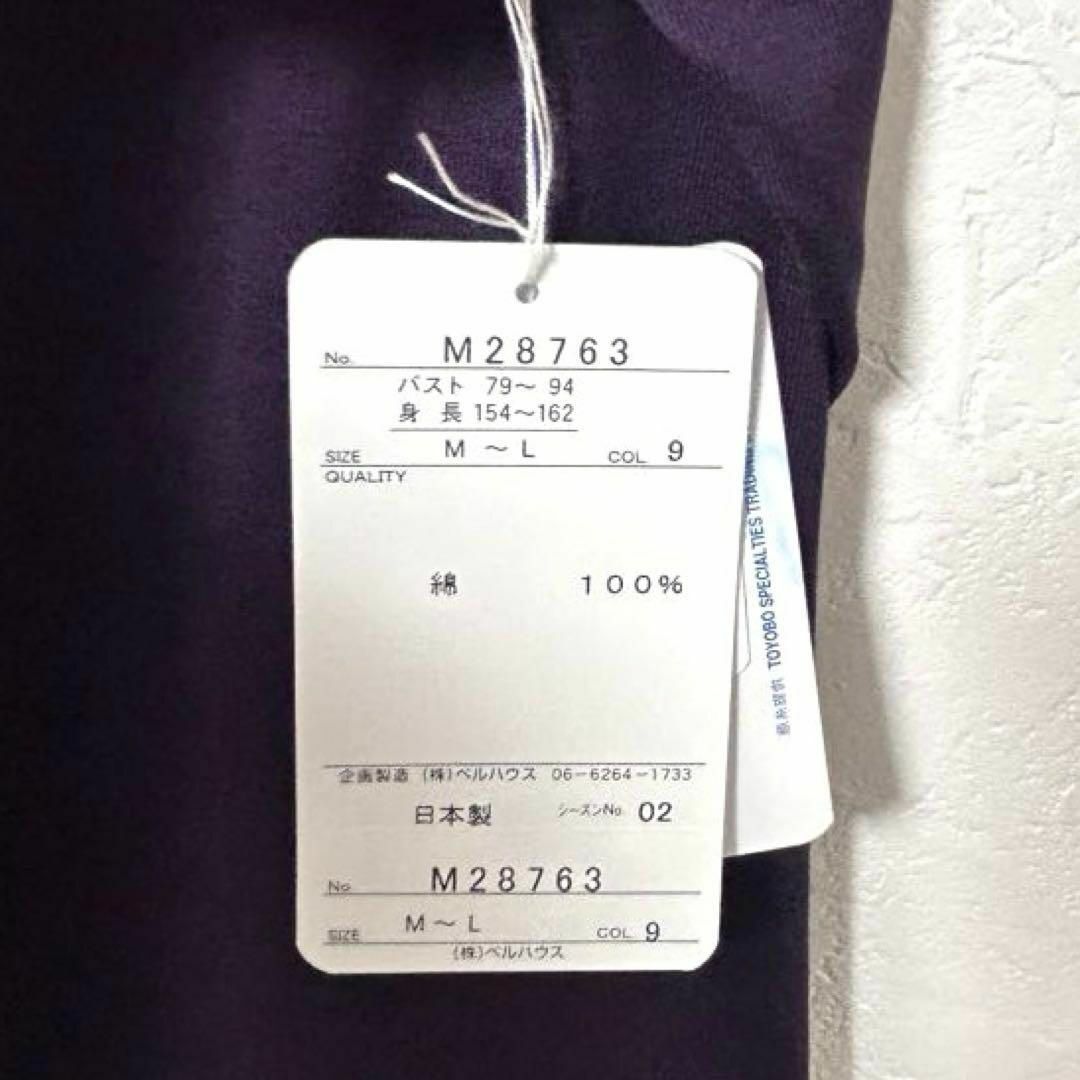 No. M28763
バスト 79～94
身長 154～162
SIZE M～L COL 9
QUALITY
綿 100%
企画製造 (株)ベルハウス 06-6264-1733
日本製 シーズンNo. 02
No. M28763
SIZE M～L COL 9
(株)ベルハウス
TOYOBO SPECIALTIES TRADING